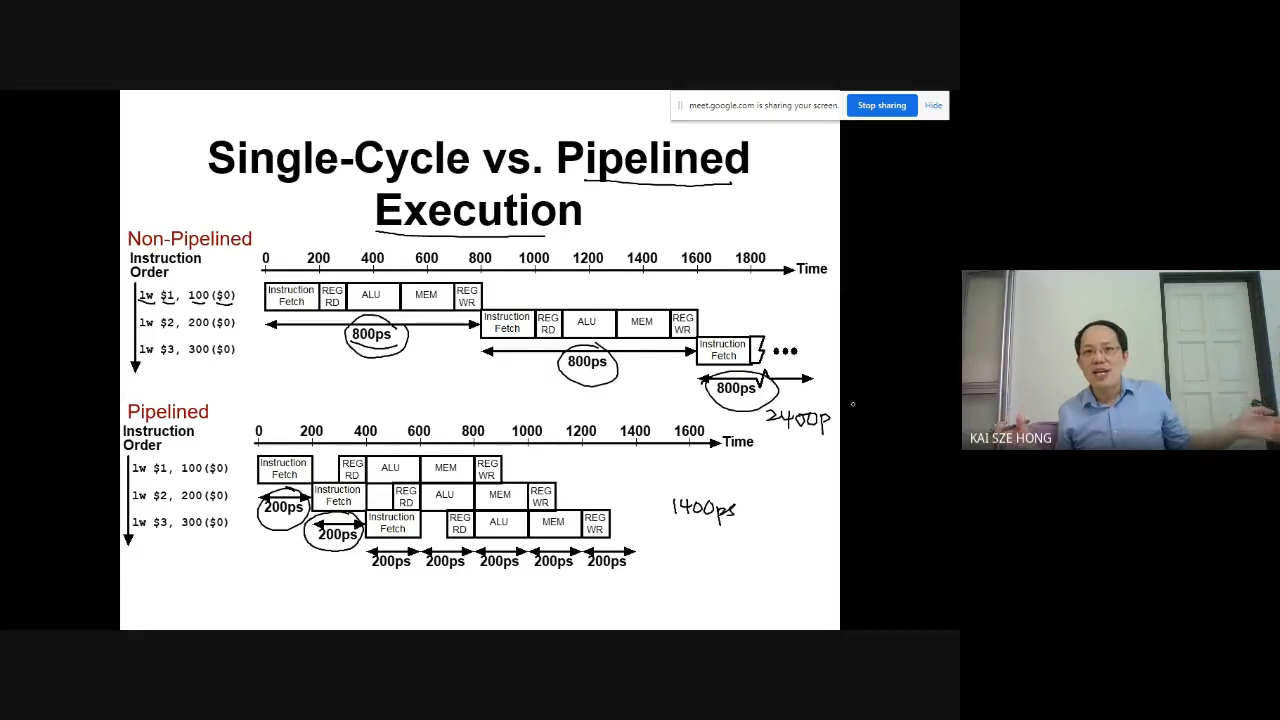 meet.google.com is sharing your screen.
Stop sharing
Hide
Single-Cycle vs. Pipelined
Execution
Non-Pipelined
Instruction
Order
0 200 400 600 800 1000 1200 1400 1600 1800
Time
lw $1, 100($0)
Instruction
Fetch
REG
RD
ALU
MEM
REG
WR
lw $2, 200($0)
800ps
Instruction
Fetch
REG
RD
ALU
MEM
REG
WR
lw $3, 300($0)
800ps
Instruction
Fetch
800ps
2400p
Pipelined
Instruction
Order
0 200 400 600 800 1000 1200 1400 1600
Time
lw $1, 100($0)
Instruction
Fetch
REG
RD
ALU
MEM
REG
WR
lw $2, 200($0)
200ps
Instruction
Fetch
REG
RD
ALU
MEM
REG
WR
lw $3, 300($0)
200ps
Instruction
Fetch
REG
RD
ALU
MEM
REG
WR
200ps 200ps 200ps 200ps 200ps
1400ps
KAI SZE HONG